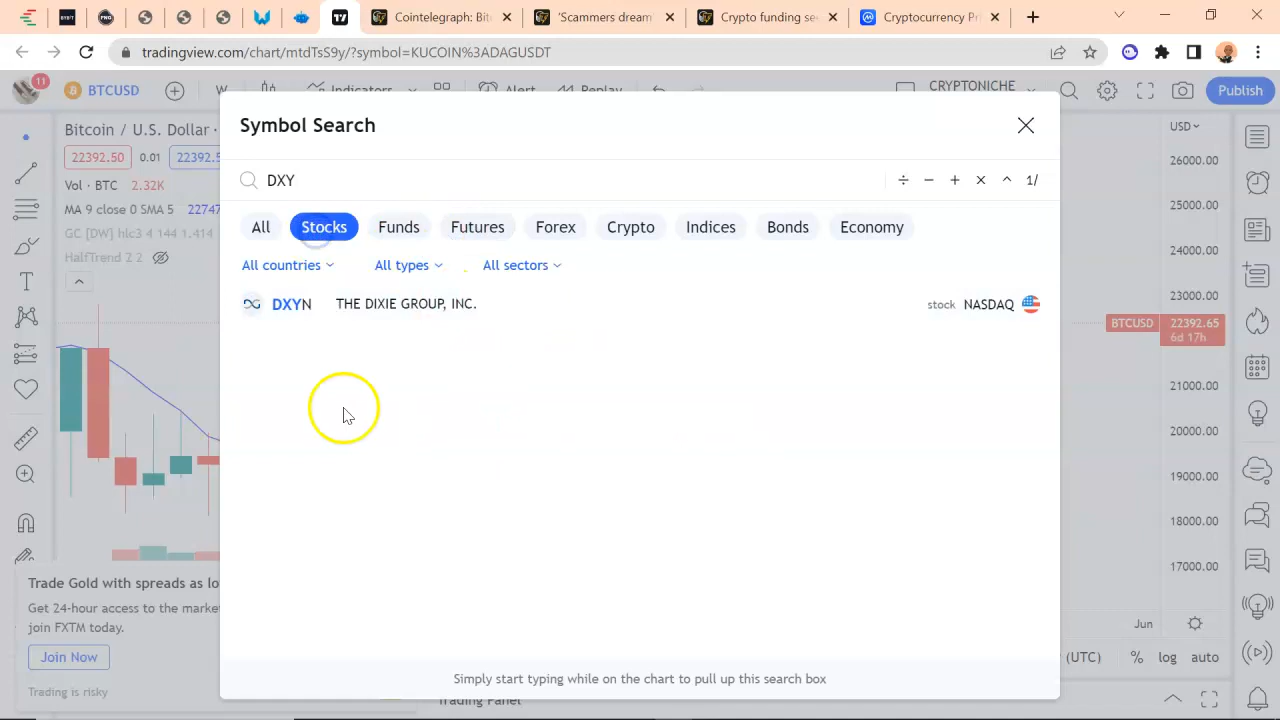 Cointelegraph: Bit
'Scammers dream
Crypto funding se
Cryptocurrency Pri
tradingview.com/chart/mtdTsS9y/?symbol=KUCOIN%3ADAGUSDT
11
BTCUSD
W
Indicators
Alert
Replay
CRYPTONICHE
Publish
Bitcoin / U.S. Dollar ·
22392.50
0.01
22392.5
Vol · BTC 2.32K
MA 9 close 0 SMA 5 22747
GC [DW] hlc3 4 144 1.414
HalfTrend 2 2
Symbol Search
DXY
÷ − + × ^ 1/
All
Stocks
Funds
Futures
Forex
Crypto
Indices
Bonds
Economy
All countries
All types
All sectors
DXYN THE DIXIE GROUP, INC. stock NASDAQ
Simply start typing while on the chart to pull up this search box
USD
26000.00
25000.00
24000.00
23000.00
BTCUSD 22392.65
6d 17h
21000.00
20000.00
19000.00
18000.00
17000.00
Jun
Trade Gold with spreads as lo
Get 24-hour access to the marke
join FXTM today.
Join Now
Trading is risky
(UTC) % log auto
Trading Panel